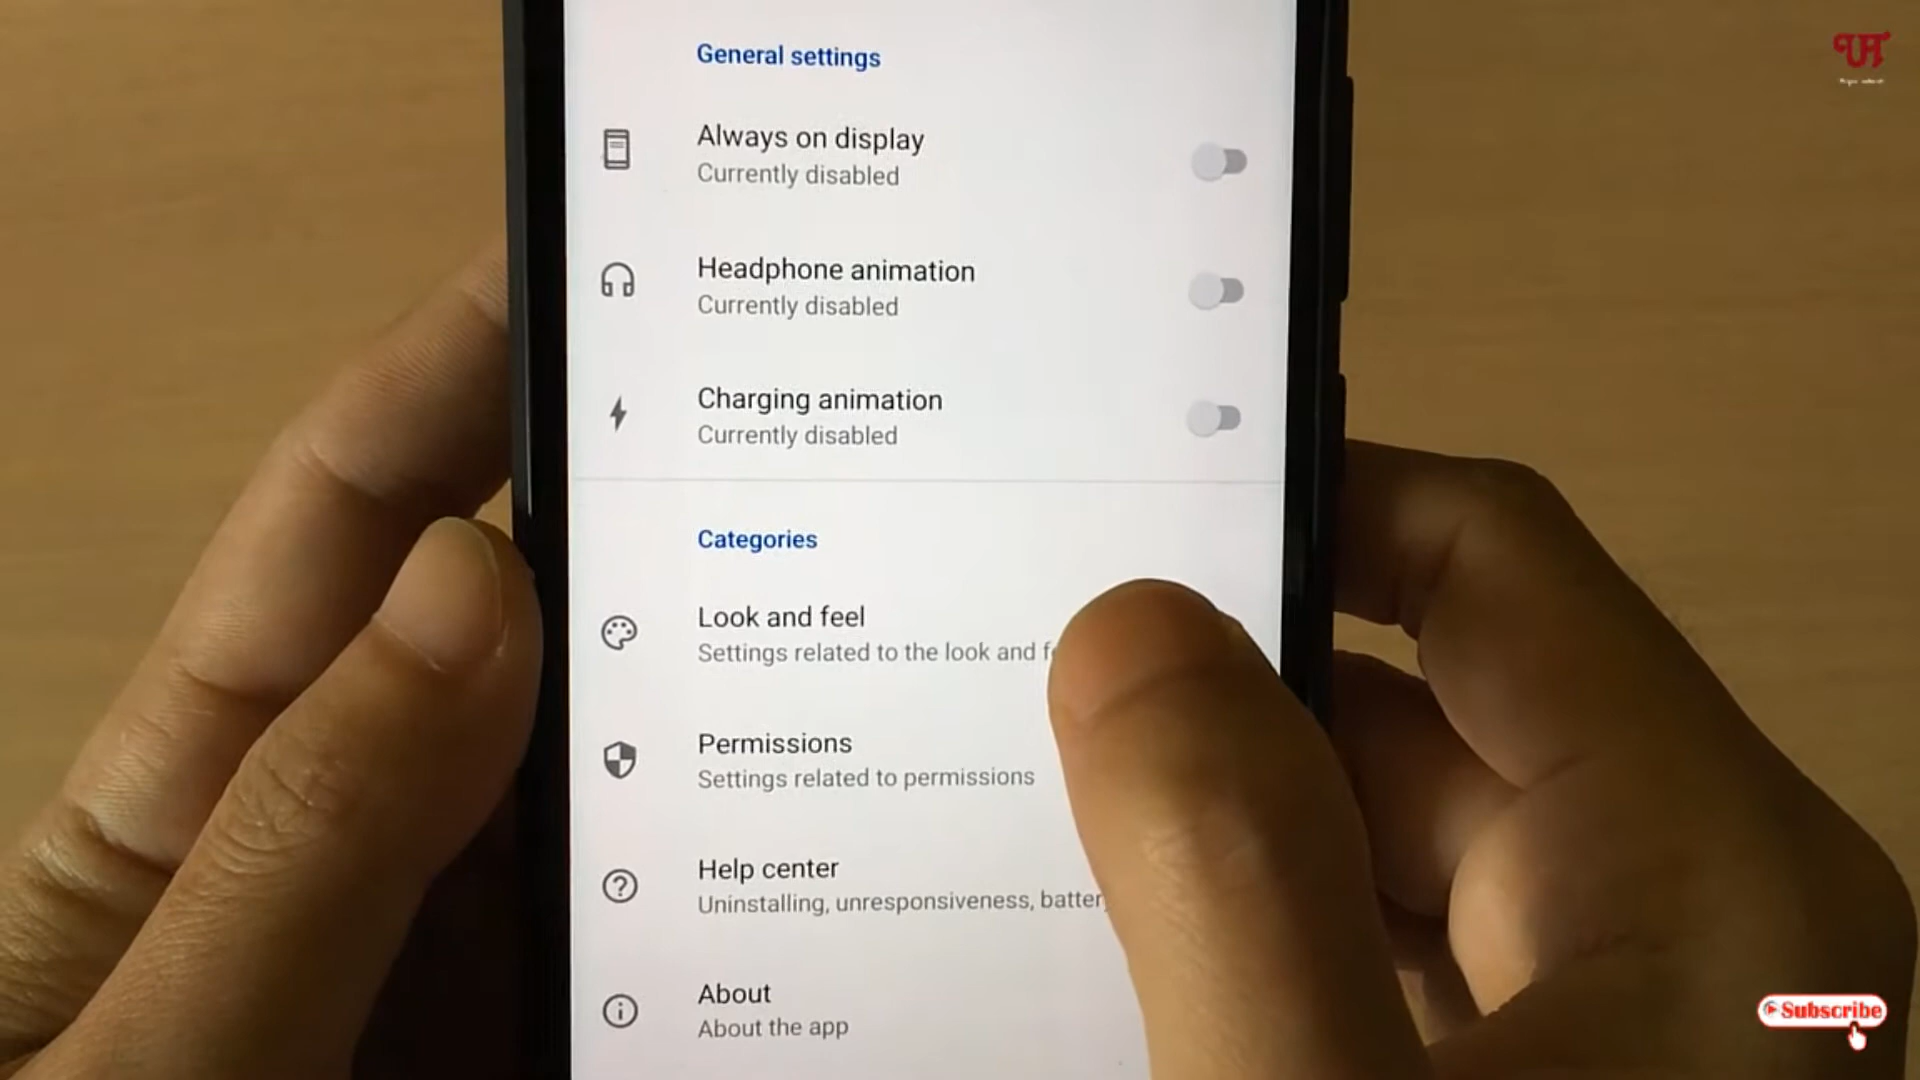 General settings
Always on display
Currently disabled
Headphone animation
Currently disabled
Charging animation
Currently disabled
Categories
Look and feel
Settings related to the look and
Permissions
Settings related to permissions
Help center
Uninstalling, unresponsiveness,
About
About the app
Subscribe